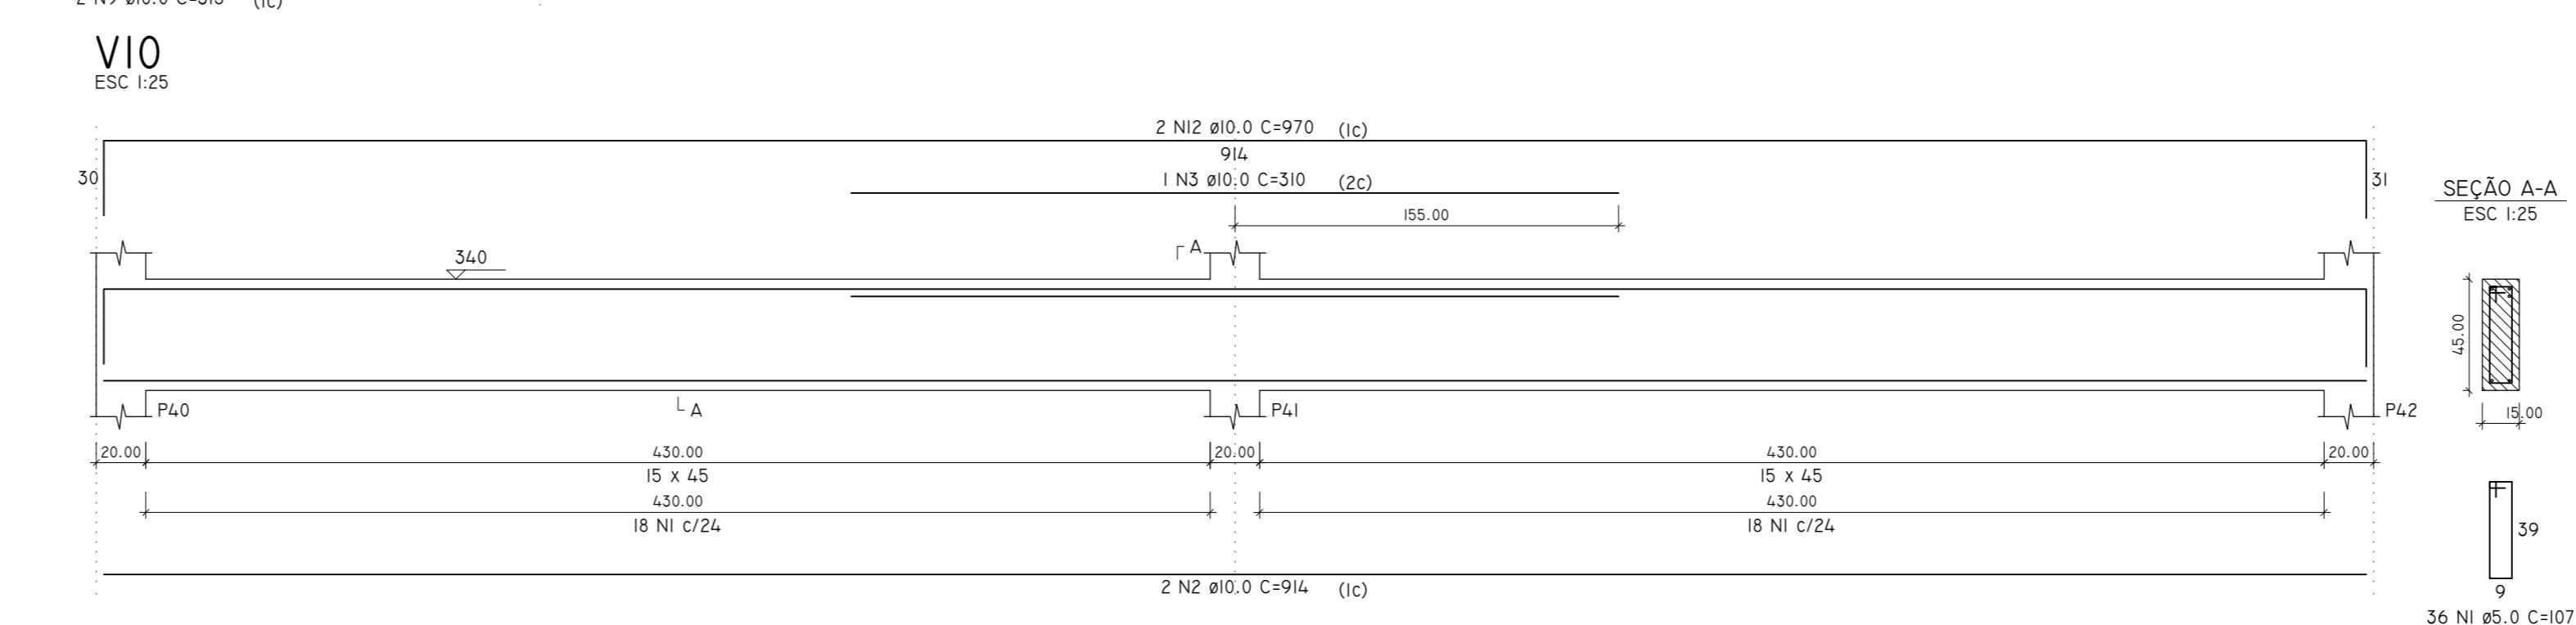 V10
ESC 1:25
2 N12 ø10.0 C=970 (1c)
914
30
31
1 N3 ø10.0 C=310 (2c)
155.00
SEÇÃO A-A
ESC 1:25
A
340
45.00
15.00
P40
A
P41
P42
20.00 430.00 20.00 430.00 20.00
15 x 45 15 x 45
430.00 430.00
18 N1 c/24 18 N1 c/24
39
9
2 N2 ø10.0 C=914 (1c)
36 N1 ø5.0 C=107